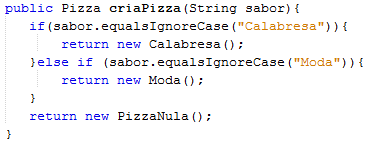 public Pizza criaPizza(String sabor){
if(sabor.equalsIgnoreCase("Calabresa")){
return new Calabresa();
}else if (sabor.equalsIgnoreCase("Moda")){
return new Moda();
}
return new PizzaNula();
}